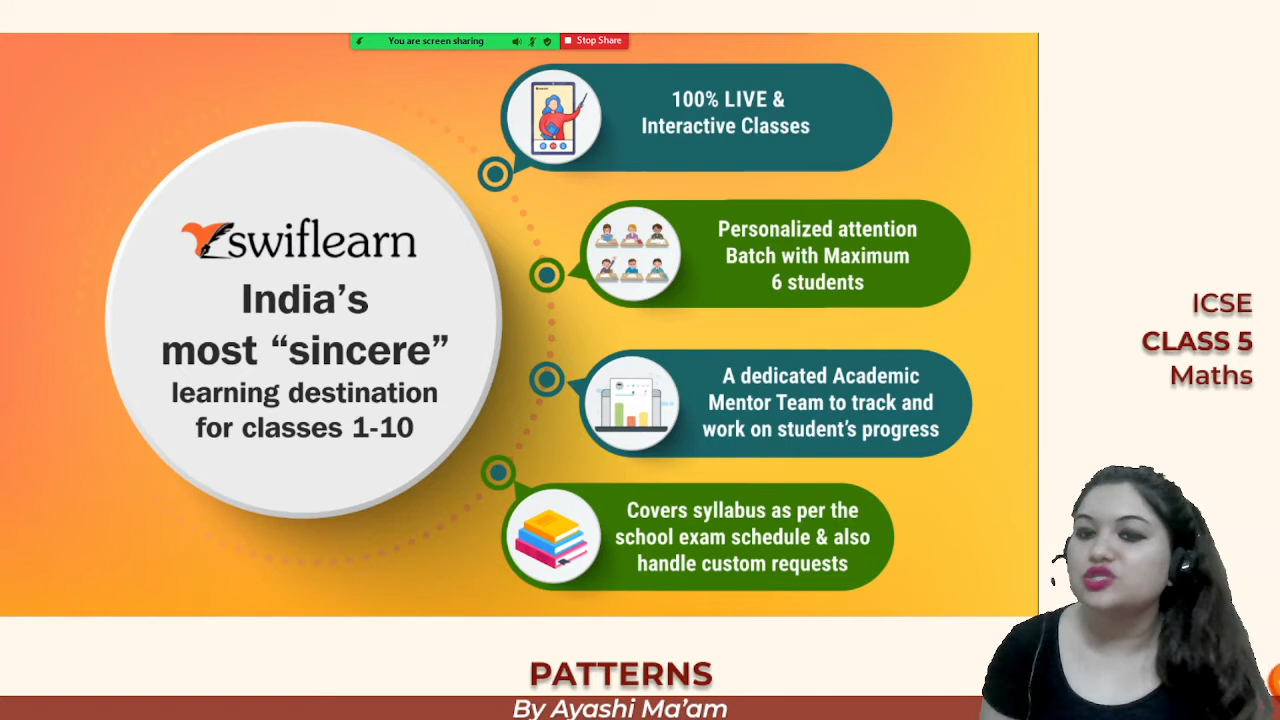 You are screen sharing
Stop Share
swiflearn
India's
most “sincere”
learning destination
for classes 1-10
100% LIVE &
Interactive Classes
Personalized attention
Batch with Maximum
6 students
A dedicated Academic
Mentor Team to track and
work on student's progress
Covers syllabus as per the
school exam schedule & also
handle custom requests
ICSE
CLASS 5
Maths
PATTERNS
By Ayashi Ma'am